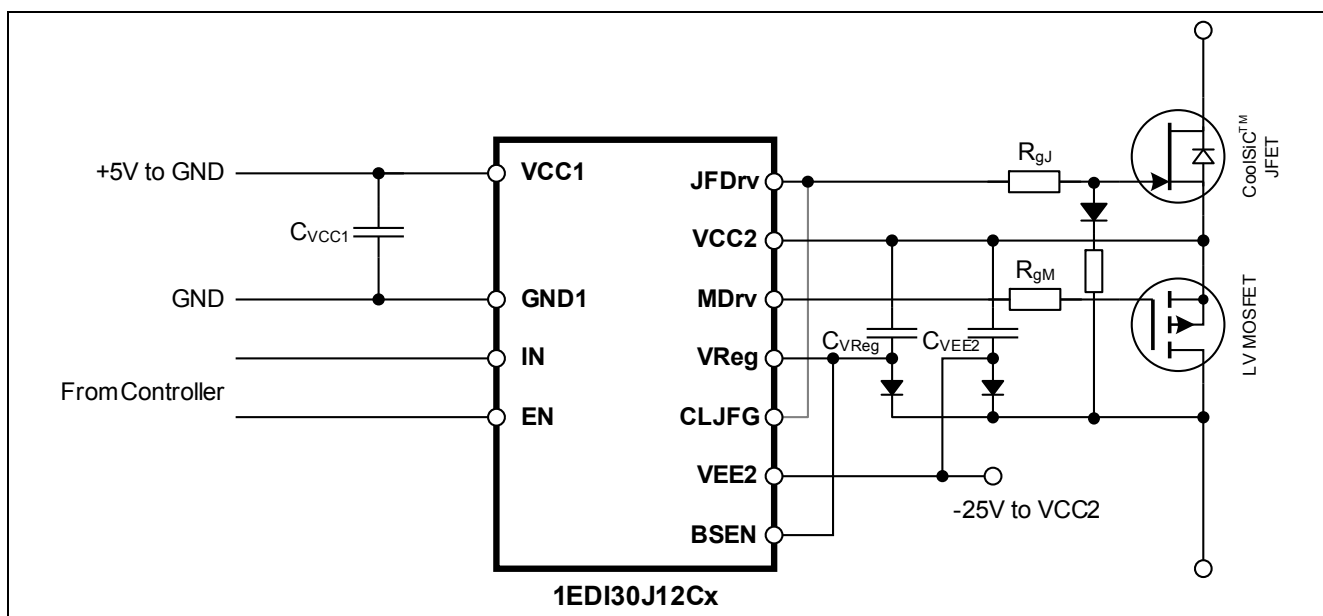 +5V to GND
CVCC1
GND
From Controller
VCC1
GND1
IN
EN
JFDrv
VCC2
MDrv
VReg
CLJFG
VEE2
BSEN
1EDI30J12Cx
RgJ
RgM
CVReg
CVEE2
-25V to VCC2
CoolSiC™
JFET
LV MOSFET